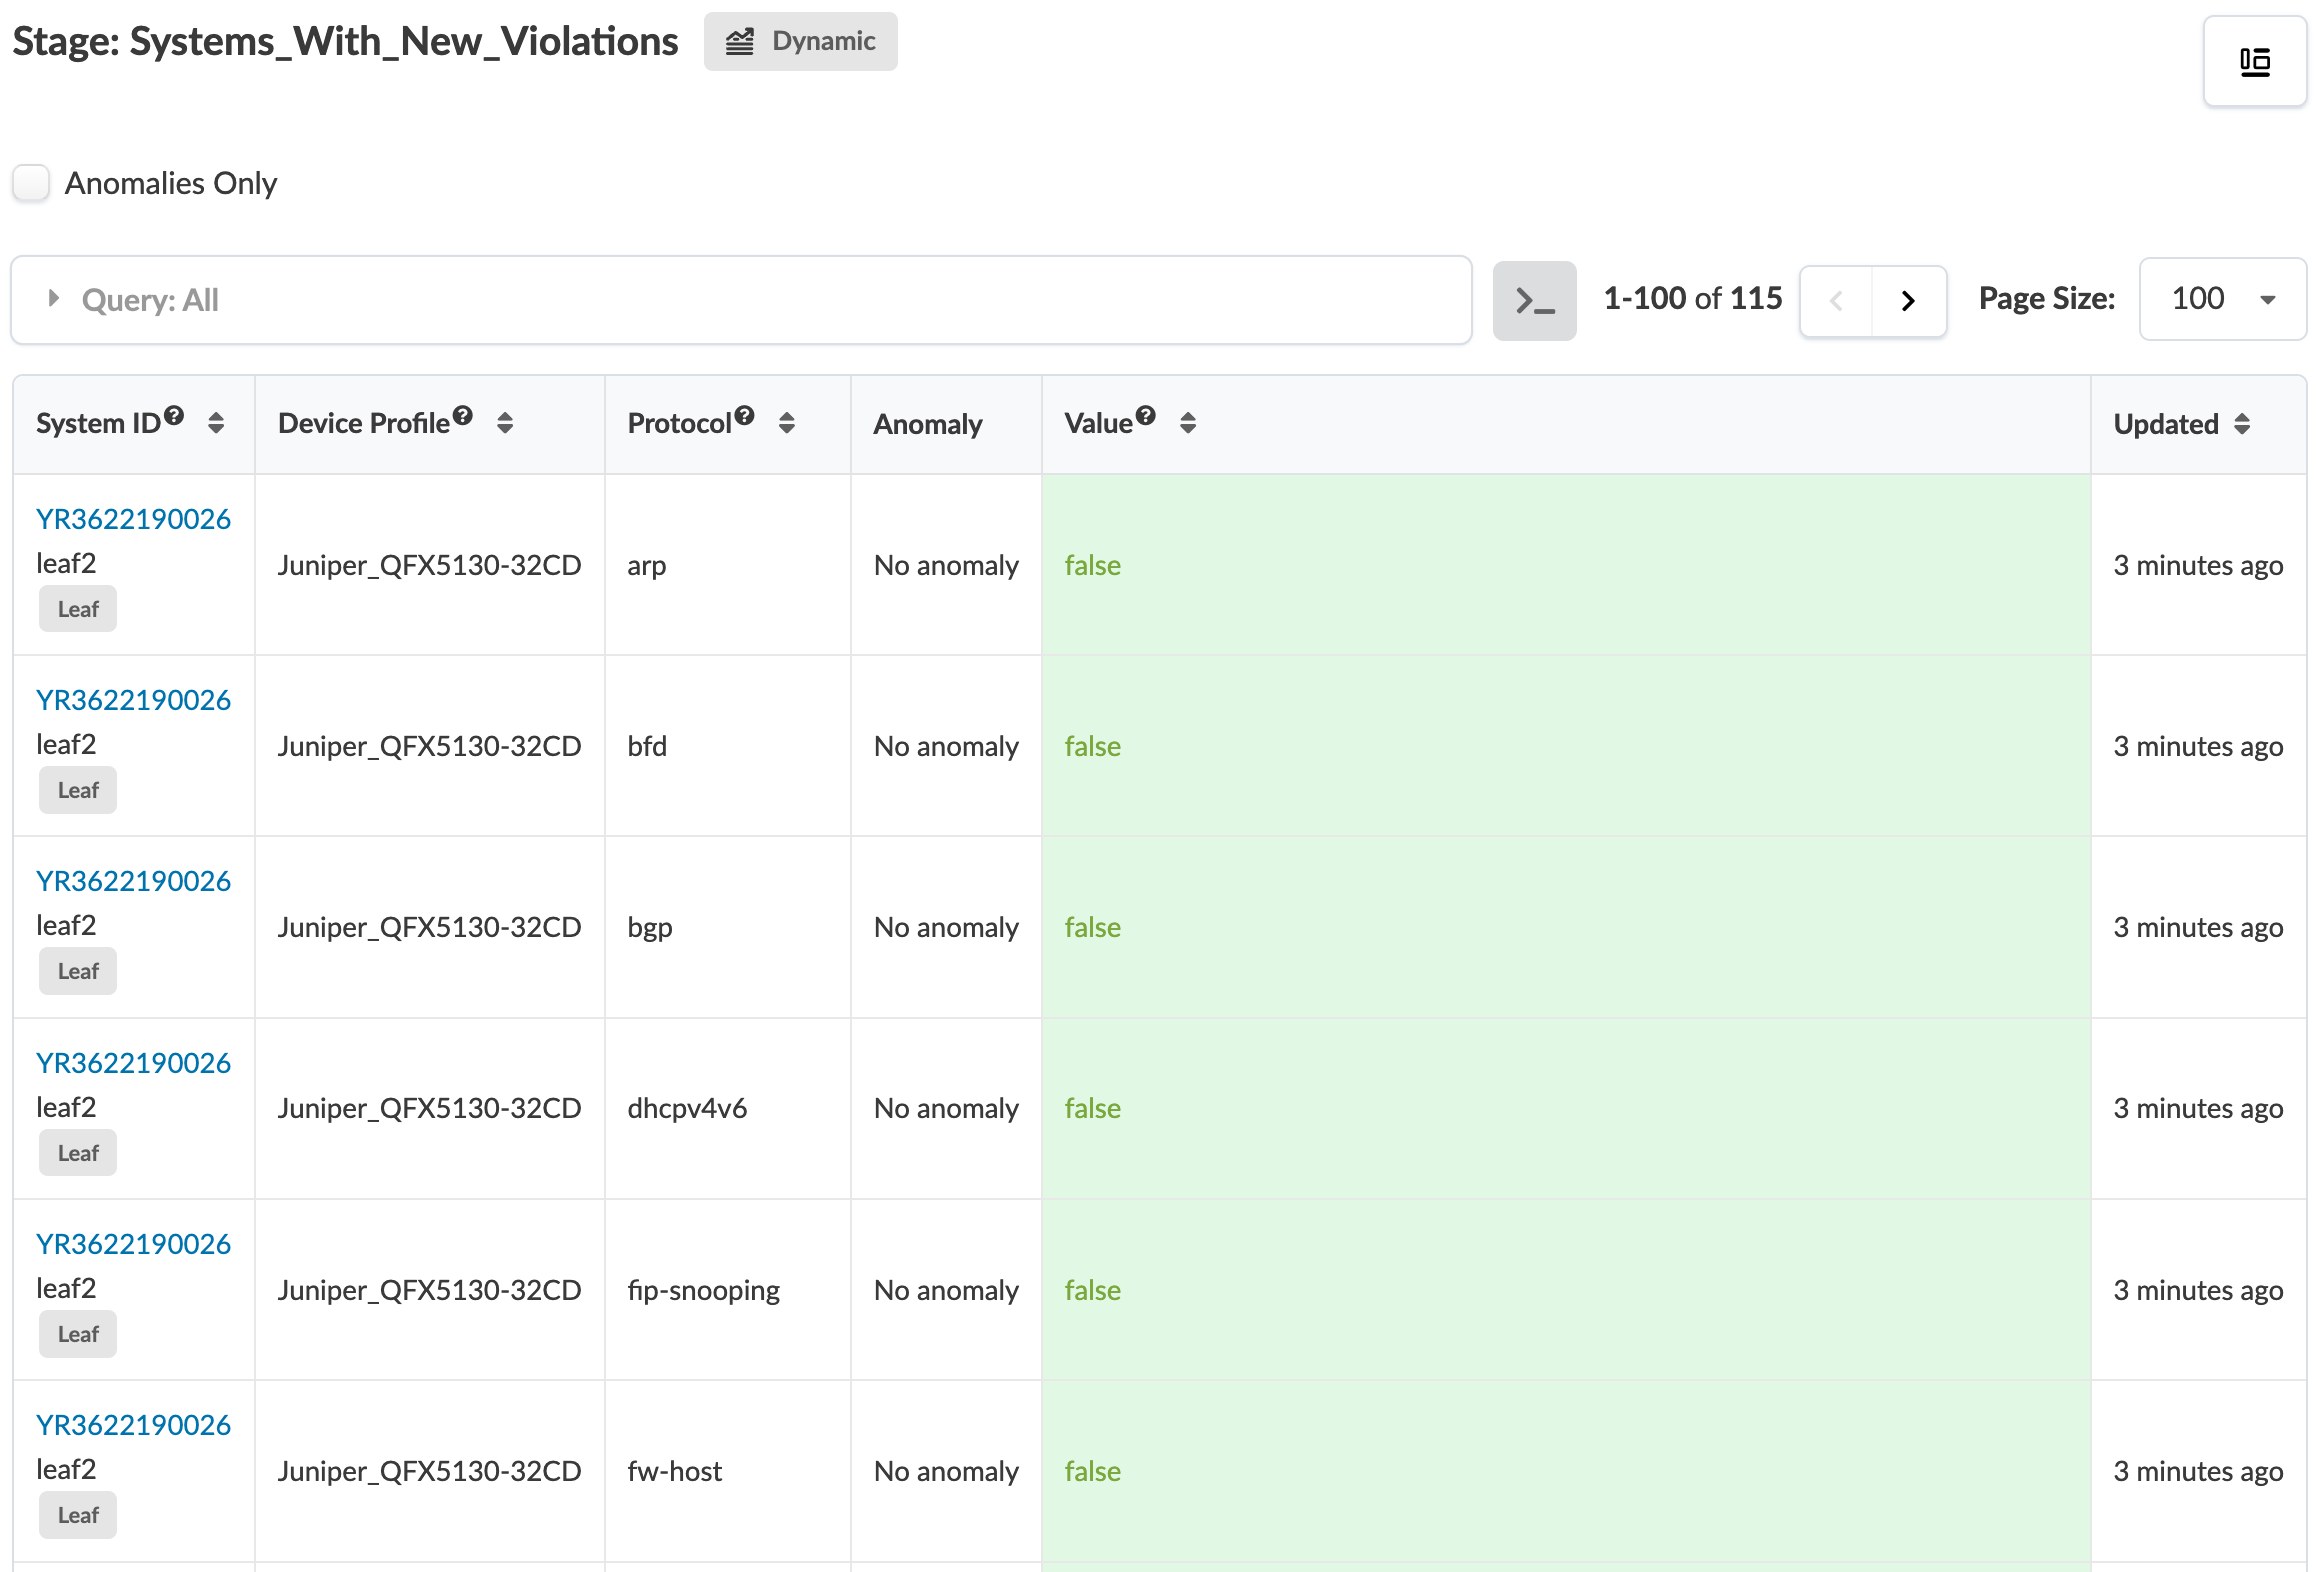 Stage: Systems_With_New_Violations Dynamic
Anomalies Only
Query: All 1-100 of 115 Page Size: 100
System ID Device Profile Protocol Anomaly Value Updated
YR3622190026
leaf2
Leaf
Juniper_QFX5130-32CD arp No anomaly false 3 minutes ago
YR3622190026
leaf2
Leaf
Juniper_QFX5130-32CD bfd No anomaly false 3 minutes ago
YR3622190026
leaf2
Leaf
Juniper_QFX5130-32CD bgp No anomaly false 3 minutes ago
YR3622190026
leaf2
Leaf
Juniper_QFX5130-32CD dhcpv4v6 No anomaly false 3 minutes ago
YR3622190026
leaf2
Leaf
Juniper_QFX5130-32CD fip-snooping No anomaly false 3 minutes ago
YR3622190026
leaf2
Leaf
Juniper_QFX5130-32CD fw-host No anomaly false 3 minutes ago